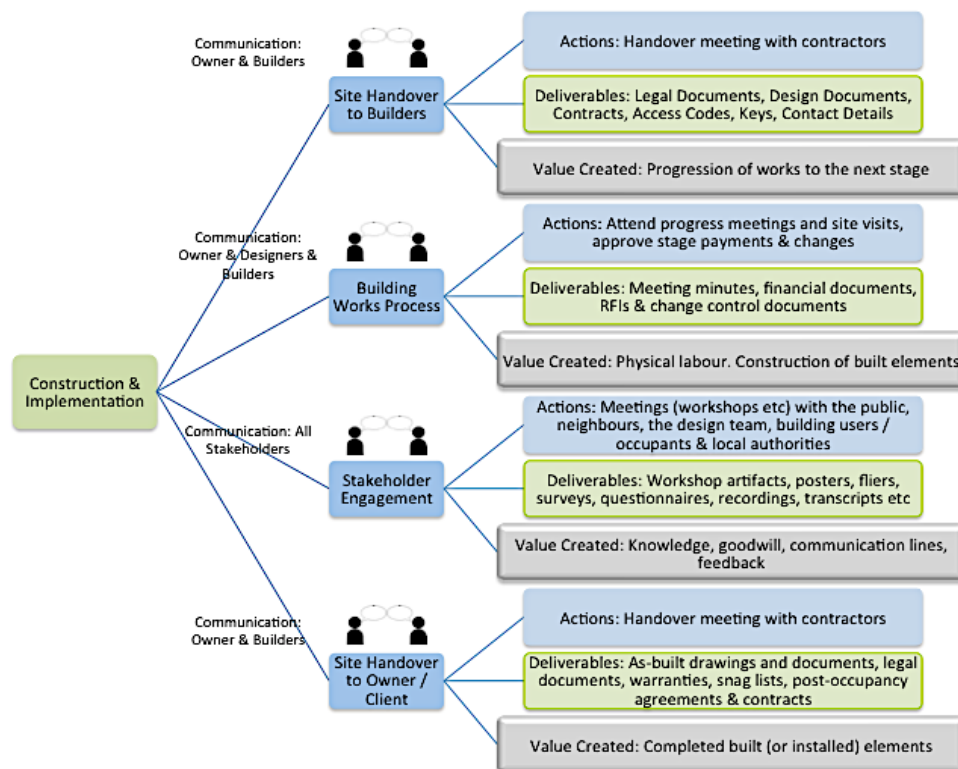 Communication:
Owner & Builders
Site Handover
to Builders
Actions: Handover meeting with contractors
Deliverables: Legal Documents, Design Documents,
Contracts, Access Codes, Keys, Contact Details
Value Created: Progression of works to the next stage
Communication:
Owner & Designers &
Builders
Building
Works Process
Actions: Attend progress meetings and site visits,
approve stage payments & changes
Deliverables: Meeting minutes, financial documents,
RFIs & change control documents
Value Created: Physical labour. Construction of built elements
Construction &
Implementation
Communication: All
Stakeholders
Stakeholder
Engagement
Actions: Meetings (workshops etc) with the public,
neighbours, the design team, building users /
occupants & local authorities
Deliverables: Workshop artifacts, posters, fliers,
surveys, questionnaires, recordings, transcripts etc
Value Created: Knowledge, goodwill, communication lines,
feedback
Communication:
Owner & Builders
Site Handover
to Owner /
Client
Actions: Handover meeting with contractors
Deliverables: As-built drawings and documents, legal
documents, warranties, snag lists, post-occupancy
agreements & contracts
Value Created: Completed built (or installed) elements